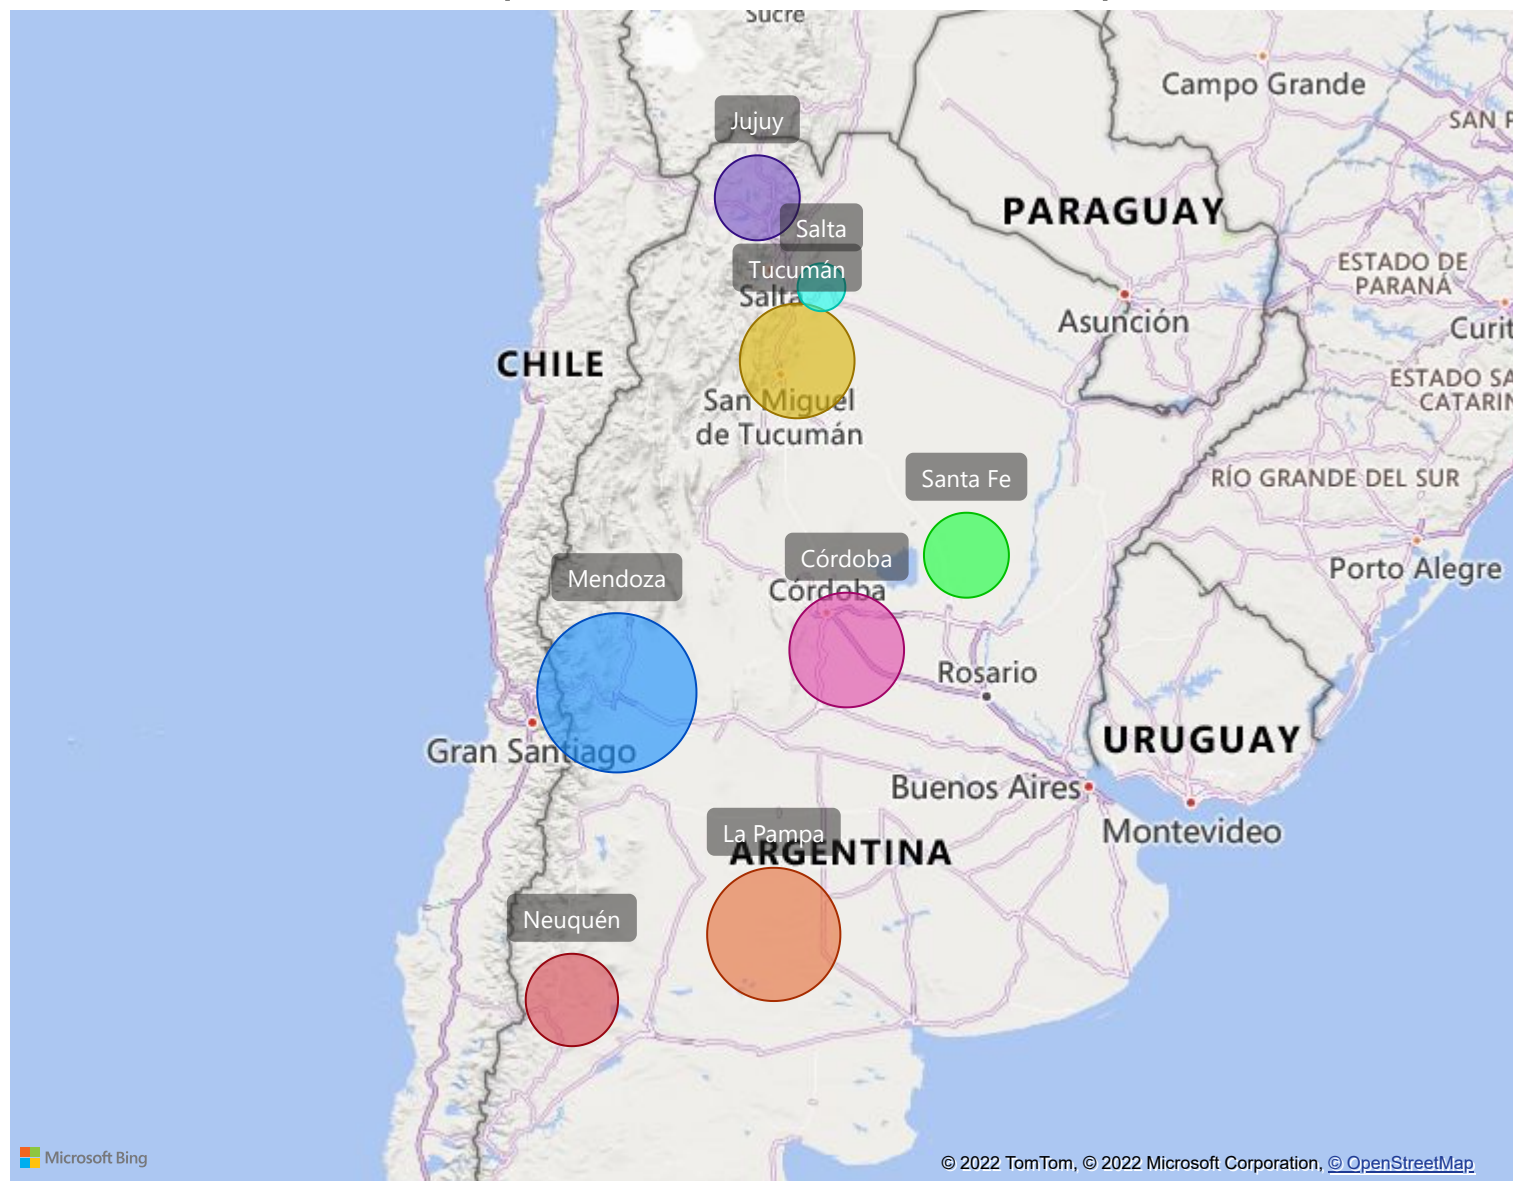 Sucre
Campo Grande
SAN P
Jujuy
PARAGUAY
Salta
Tucumán
Salta
ESTADO DE
PARANÁ
Asunción
Curit
CHILE
ESTADO SA
CATARIN
San Miguel
de Tucumán
Santa Fe
RÍO GRANDE DEL SUR
Córdoba
Mendoza
Córdoba
Porto Alegre
Rosario
Gran Santiago
URUGUAY
Buenos Aires
La Pampa
ARGENTINA
Montevideo
Neuquén
Microsoft Bing
© 2022 TomTom, © 2022 Microsoft Corporation, © OpenStreetMap